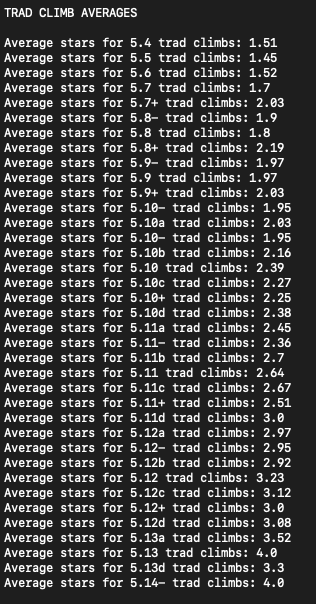 TRAD CLIMB AVERAGES
Average stars for 5.4 trad climbs: 1.51
Average stars for 5.5 trad climbs: 1.45
Average stars for 5.6 trad climbs: 1.52
Average stars for 5.7 trad climbs: 1.7
Average stars for 5.7+ trad climbs: 2.03
Average stars for 5.8- trad climbs: 1.9
Average stars for 5.8 trad climbs: 1.8
Average stars for 5.8+ trad climbs: 2.19
Average stars for 5.9- trad climbs: 1.97
Average stars for 5.9 trad climbs: 1.97
Average stars for 5.9+ trad climbs: 2.03
Average stars for 5.10- trad climbs: 1.95
Average stars for 5.10a trad climbs: 2.03
Average stars for 5.10- trad climbs: 1.95
Average stars for 5.10b trad climbs: 2.16
Average stars for 5.10 trad climbs: 2.39
Average stars for 5.10c trad climbs: 2.27
Average stars for 5.10+ trad climbs: 2.25
Average stars for 5.10d trad climbs: 2.38
Average stars for 5.11a trad climbs: 2.45
Average stars for 5.11- trad climbs: 2.36
Average stars for 5.11b trad climbs: 2.7
Average stars for 5.11 trad climbs: 2.64
Average stars for 5.11c trad climbs: 2.67
Average stars for 5.11+ trad climbs: 2.51
Average stars for 5.11d trad climbs: 3.0
Average stars for 5.12a trad climbs: 2.97
Average stars for 5.12- trad climbs: 2.95
Average stars for 5.12b trad climbs: 2.92
Average stars for 5.12 trad climbs: 3.23
Average stars for 5.12c trad climbs: 3.12
Average stars for 5.12+ trad climbs: 3.0
Average stars for 5.12d trad climbs: 3.08
Average stars for 5.13a trad climbs: 3.52
Average stars for 5.13 trad climbs: 4.0
Average stars for 5.13d trad climbs: 3.3
Average stars for 5.14- trad climbs: 4.0